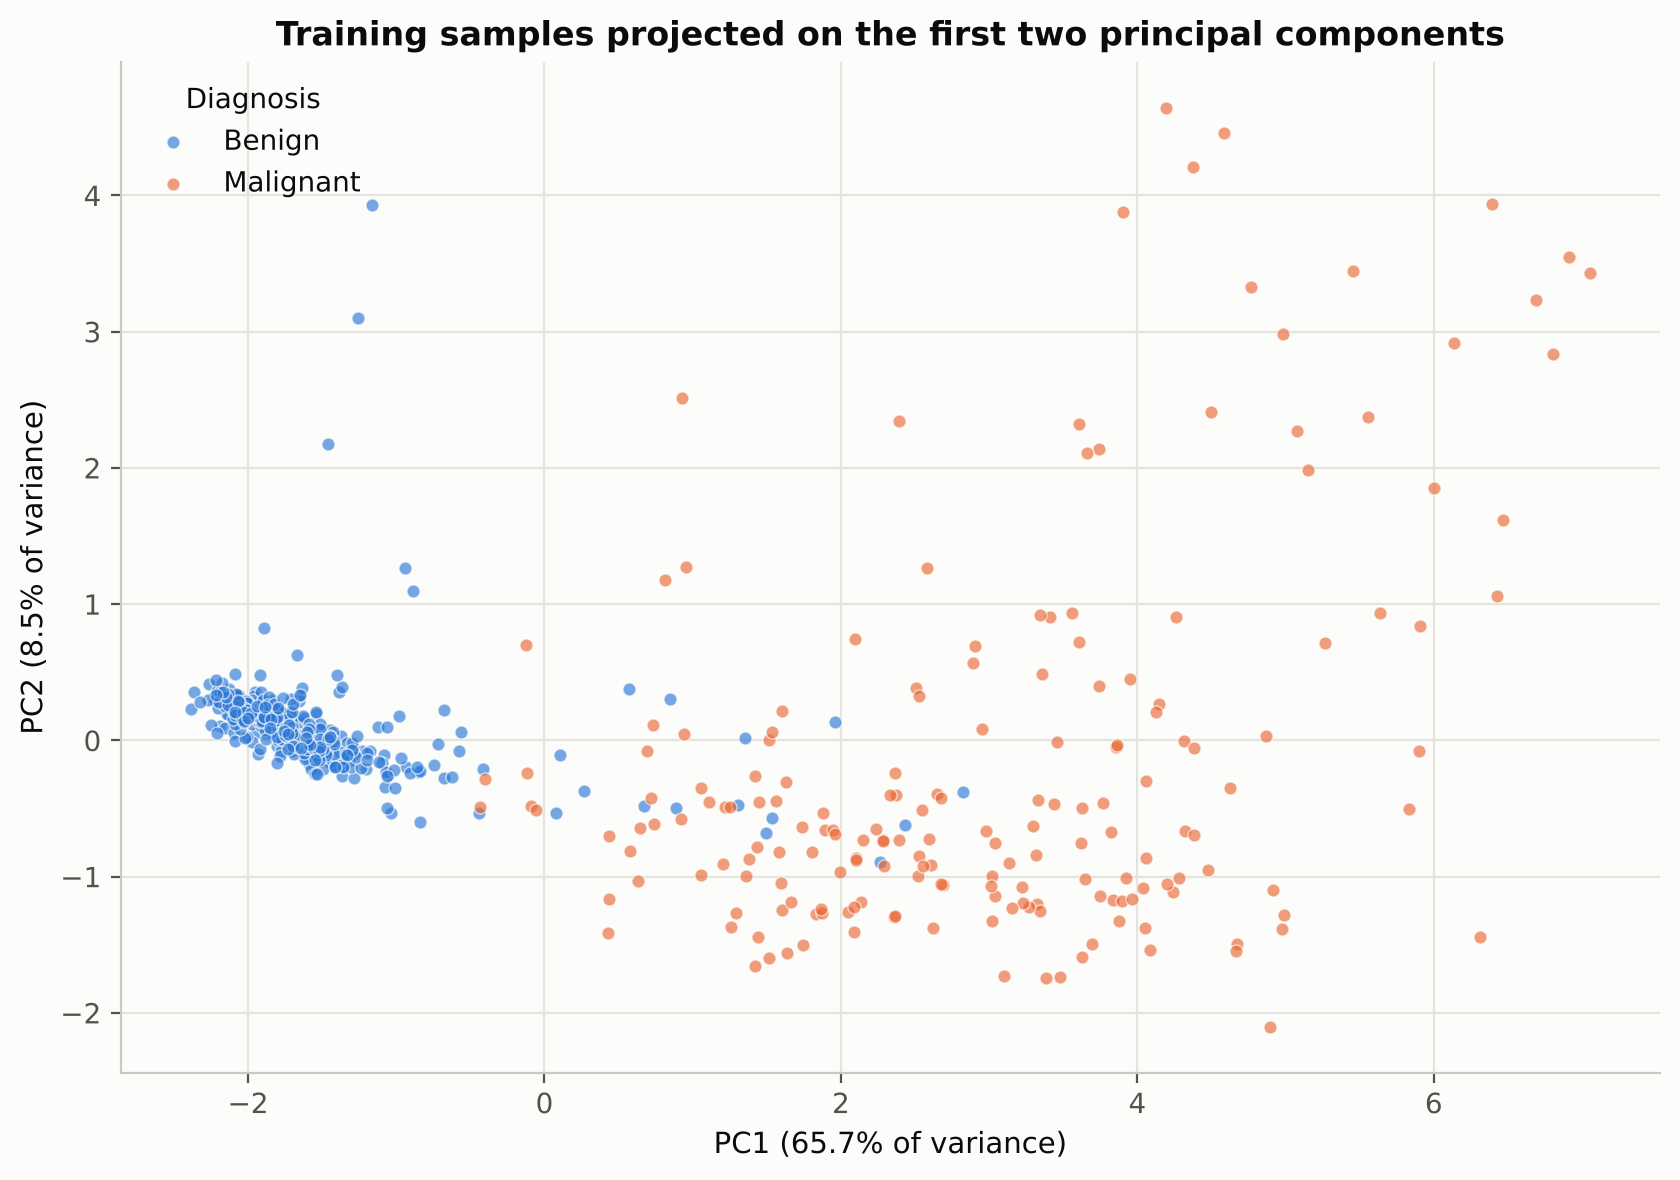 Training samples projected on the first two principal components
Diagnosis
Benign
Malignant
4
3
2
1
0
−1
−2
PC2 (8.5% of variance)
−2
0
2
4
6
PC1 (65.7% of variance)